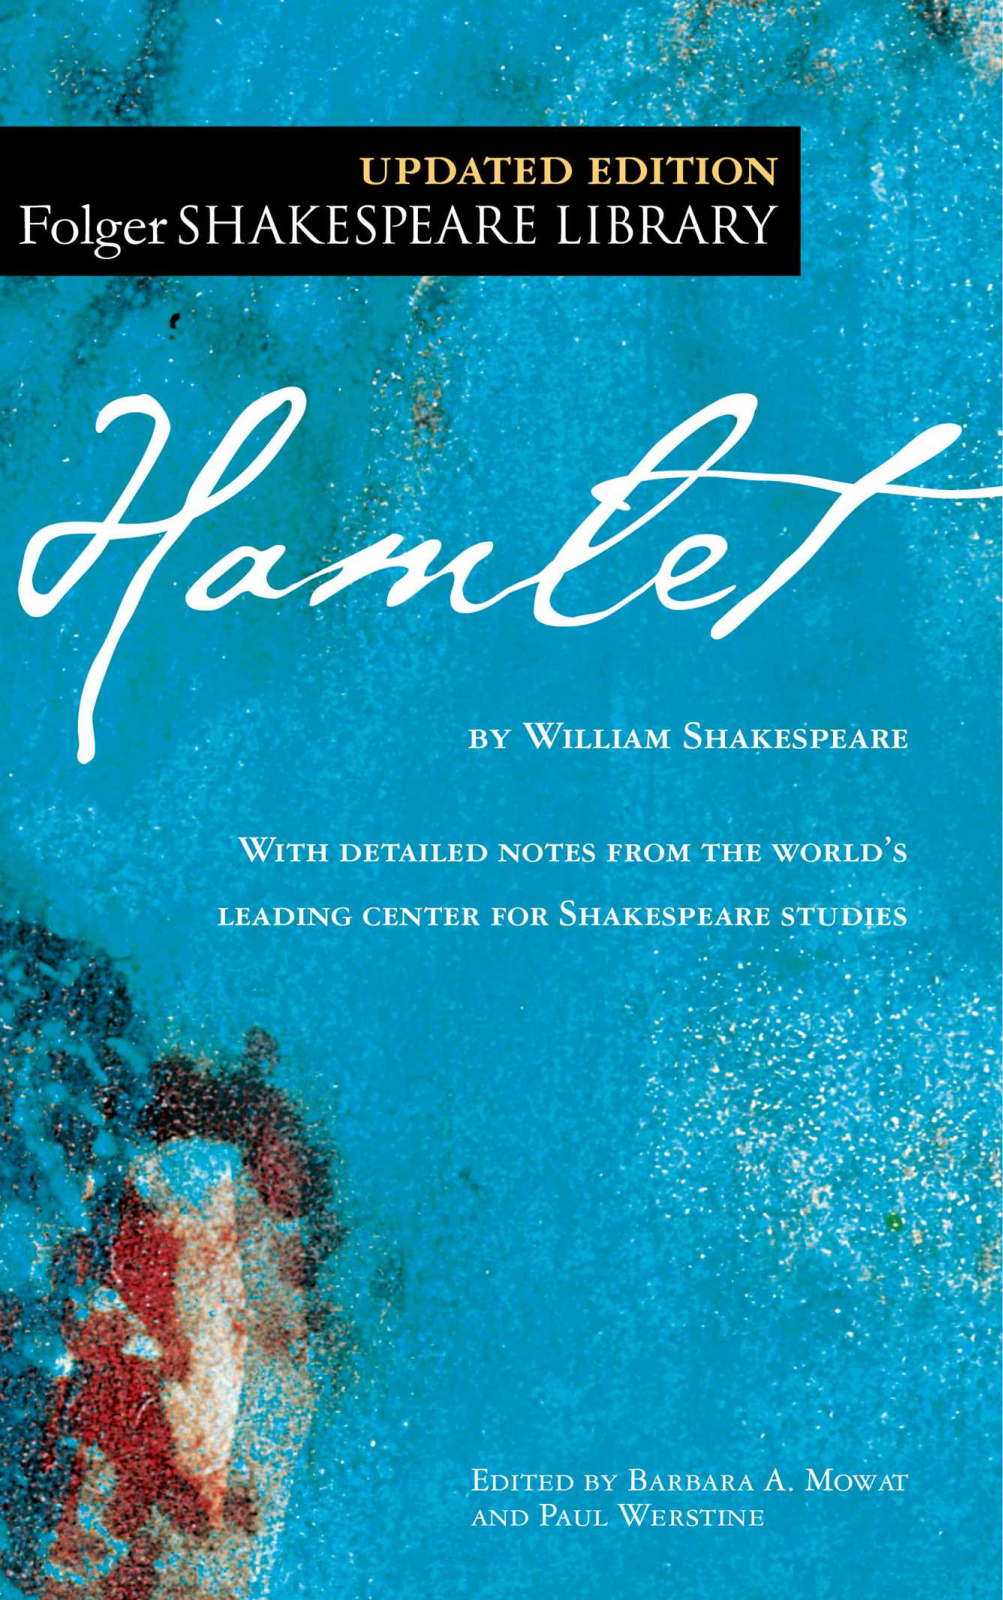 UPDATED EDITION
Folger SHAKESPEARE LIBRARY
Hamlet
BY WILLIAM SHAKESPEARE
WITH DETAILED NOTES FROM THE WORLD'S
LEADING CENTER FOR SHAKESPEARE STUDIES
EDITED BY BARBARA A. MOWAT
AND PAUL WERSTINE